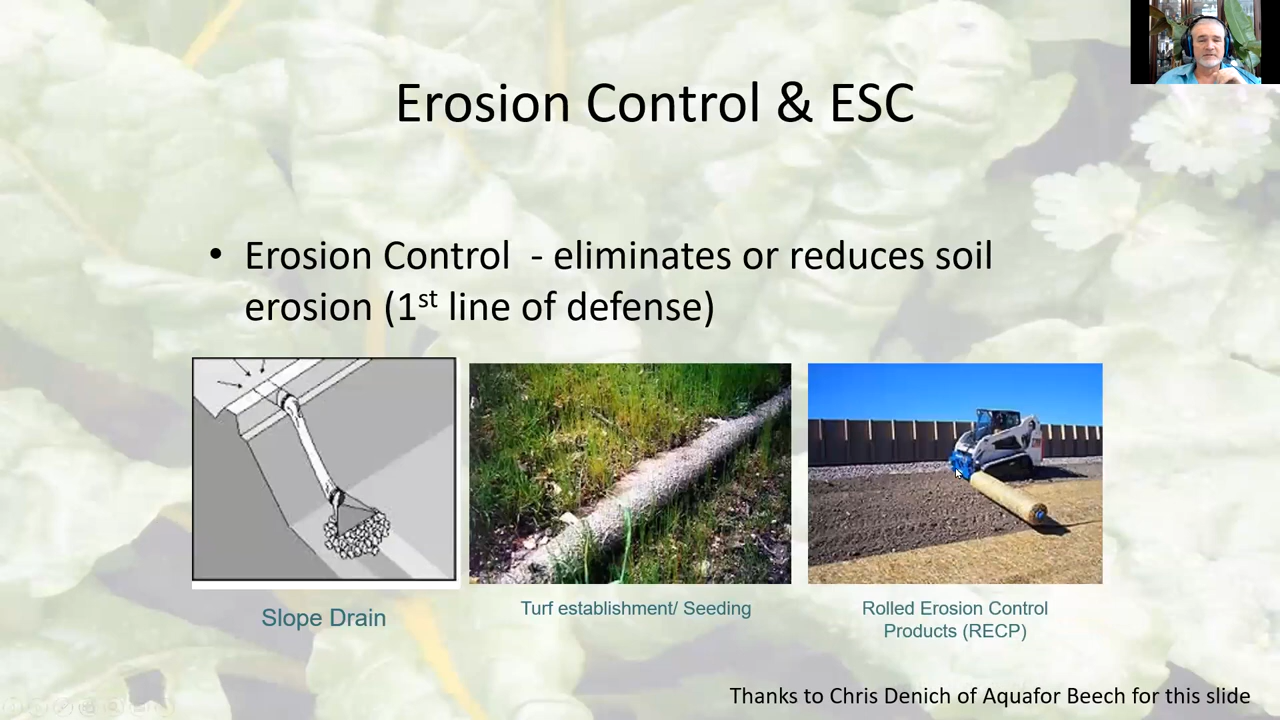 Erosion Control & ESC
• Erosion Control - eliminates or reduces soil
erosion (1st line of defense)
Slope Drain
Turf establishment/ Seeding
Rolled Erosion Control
Products (RECP)
Thanks to Chris Denich of Aquafor Beech for this slide